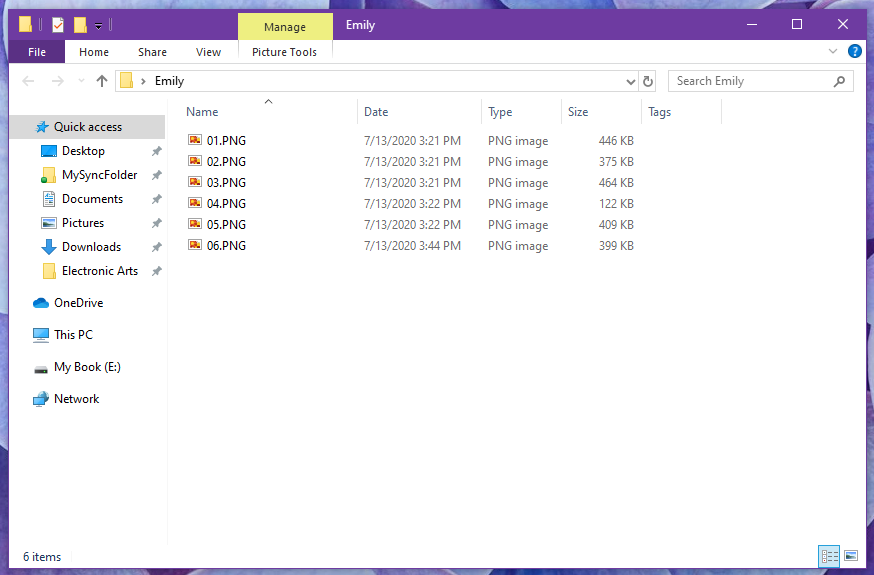 Manage
Emily
File Home Share View Picture Tools
Emily
Search Emily
Name Date Type Size Tags
Quick access
Desktop
MySyncFolder
Documents
Pictures
Downloads
Electronic Arts
OneDrive
This PC
My Book (E:)
Network
01.PNG 7/13/2020 3:21 PM PNG image 446 KB
02.PNG 7/13/2020 3:21 PM PNG image 375 KB
03.PNG 7/13/2020 3:21 PM PNG image 464 KB
04.PNG 7/13/2020 3:22 PM PNG image 122 KB
05.PNG 7/13/2020 3:22 PM PNG image 409 KB
06.PNG 7/13/2020 3:44 PM PNG image 399 KB
6 items